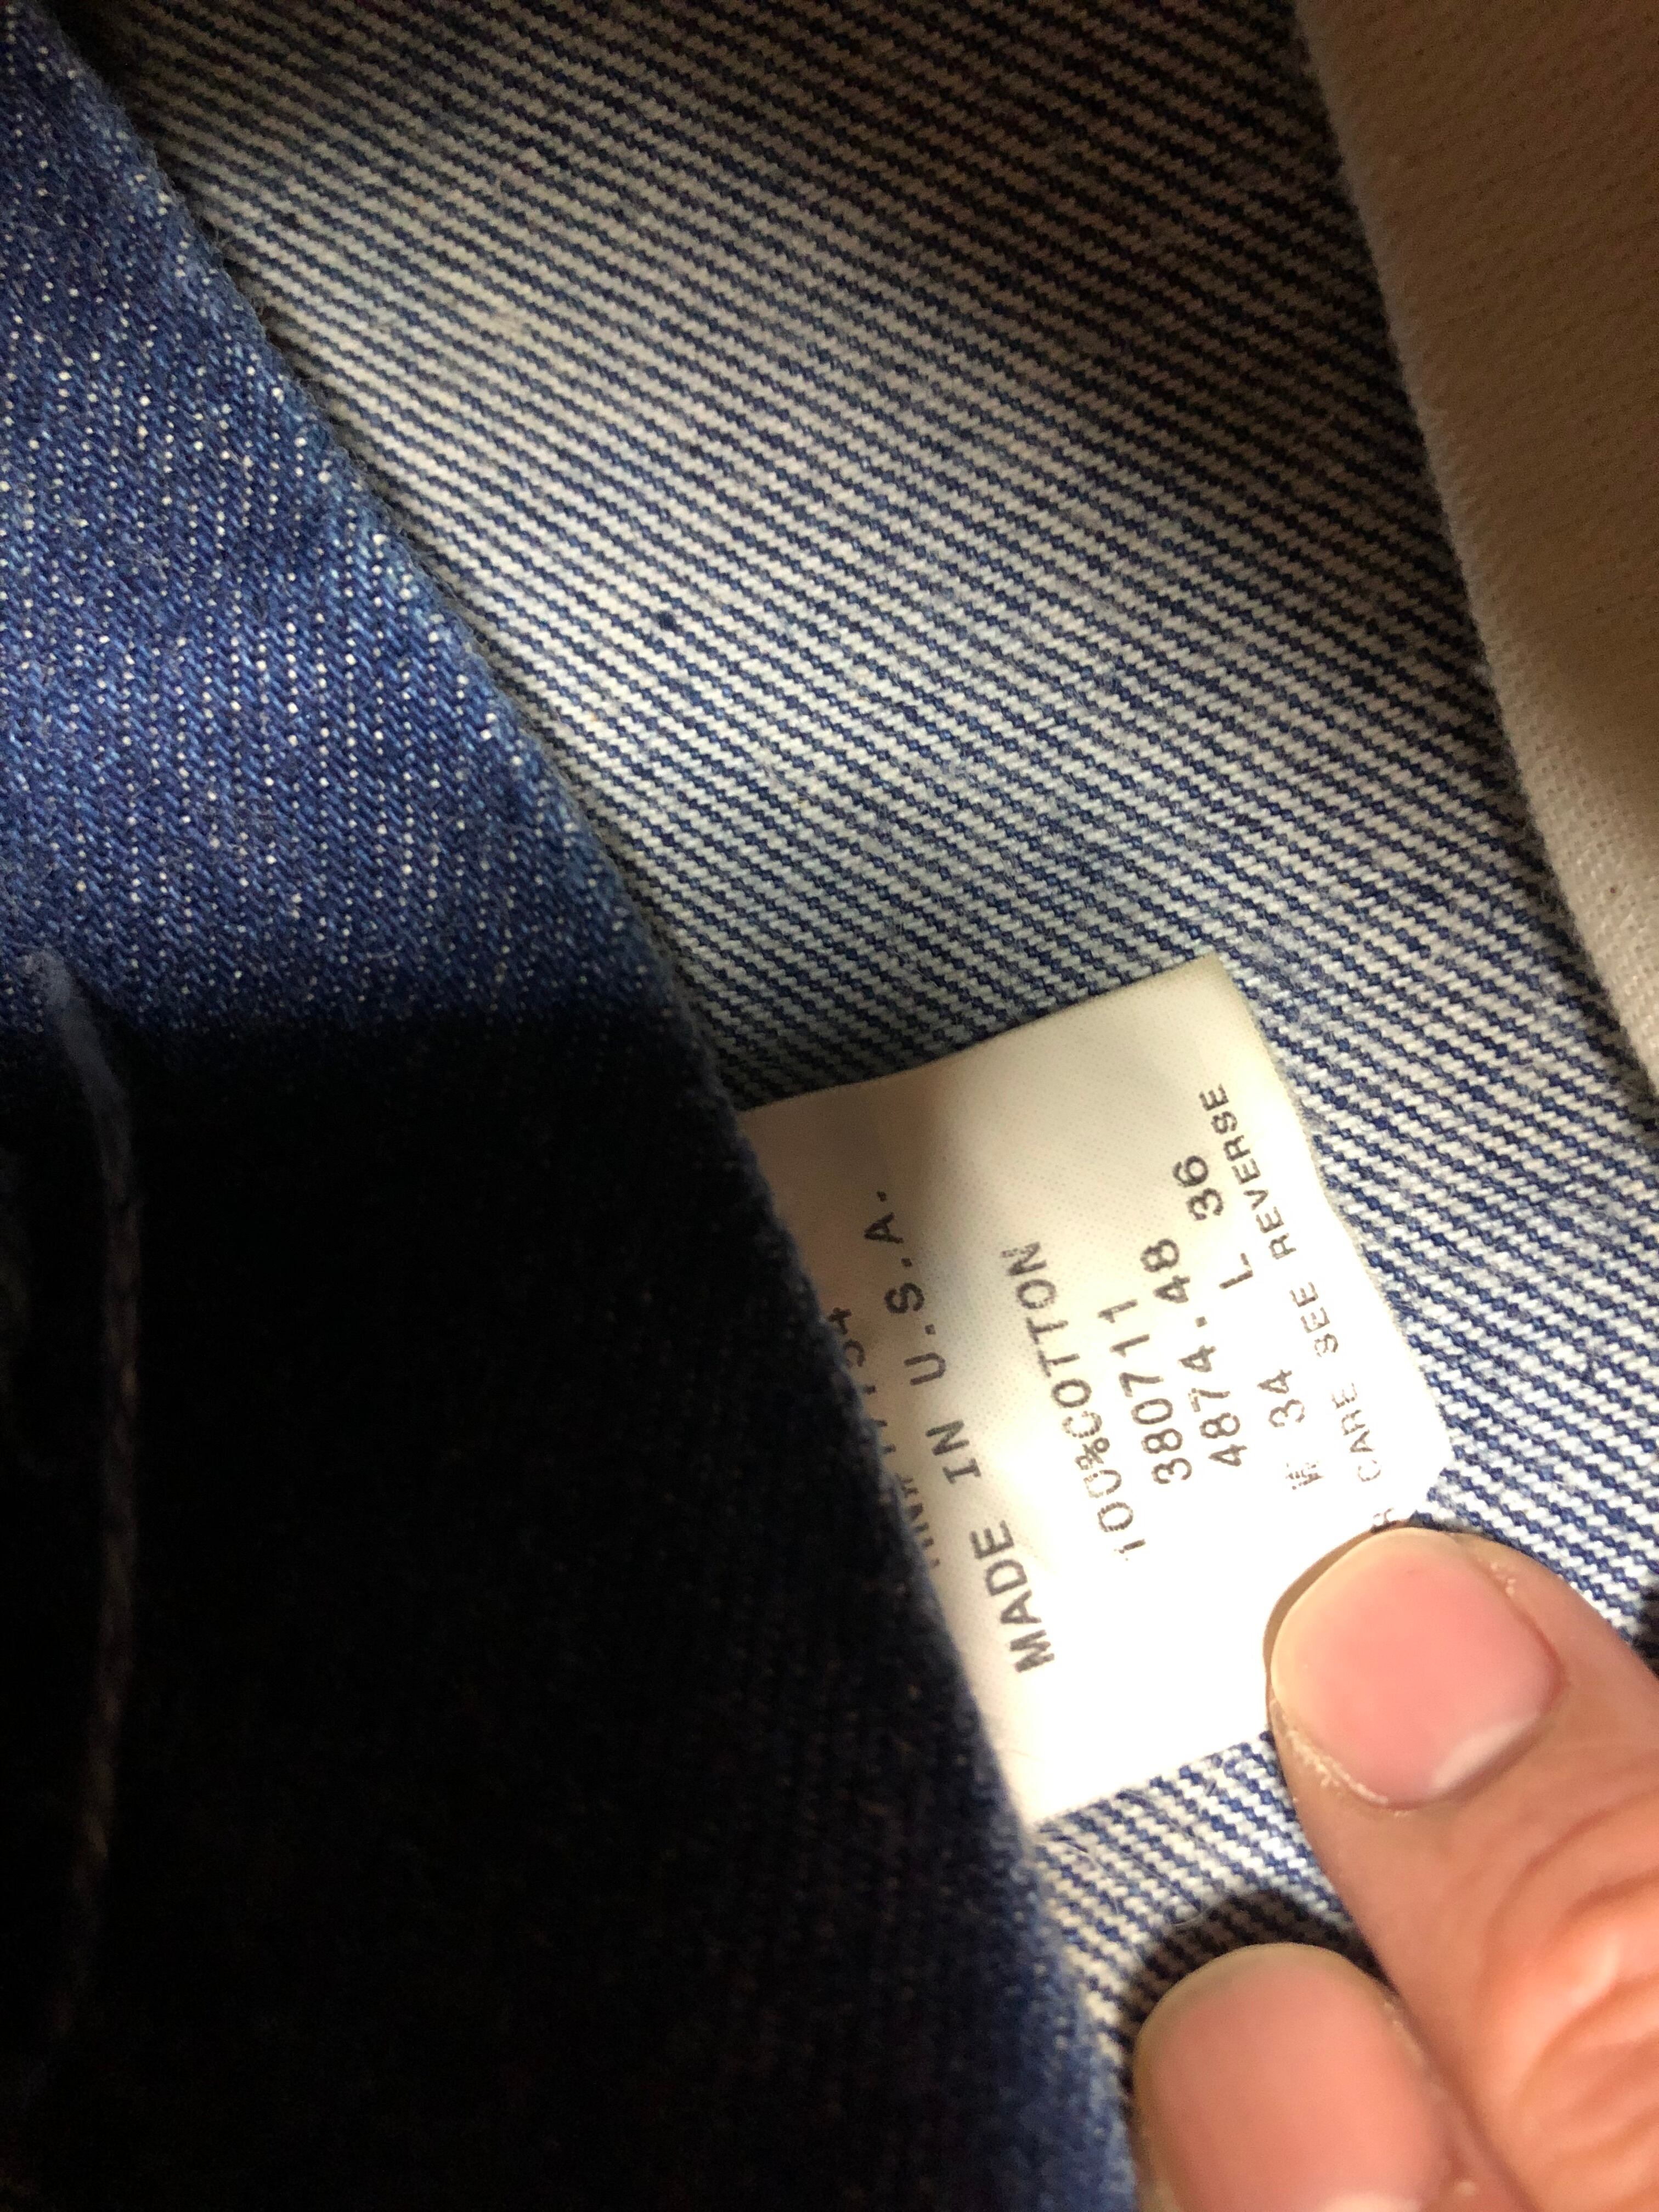 MADE IN U.S.A.
100%COTTON
380711
4874.48
W 34 L 36
CARE SEE REVERSE